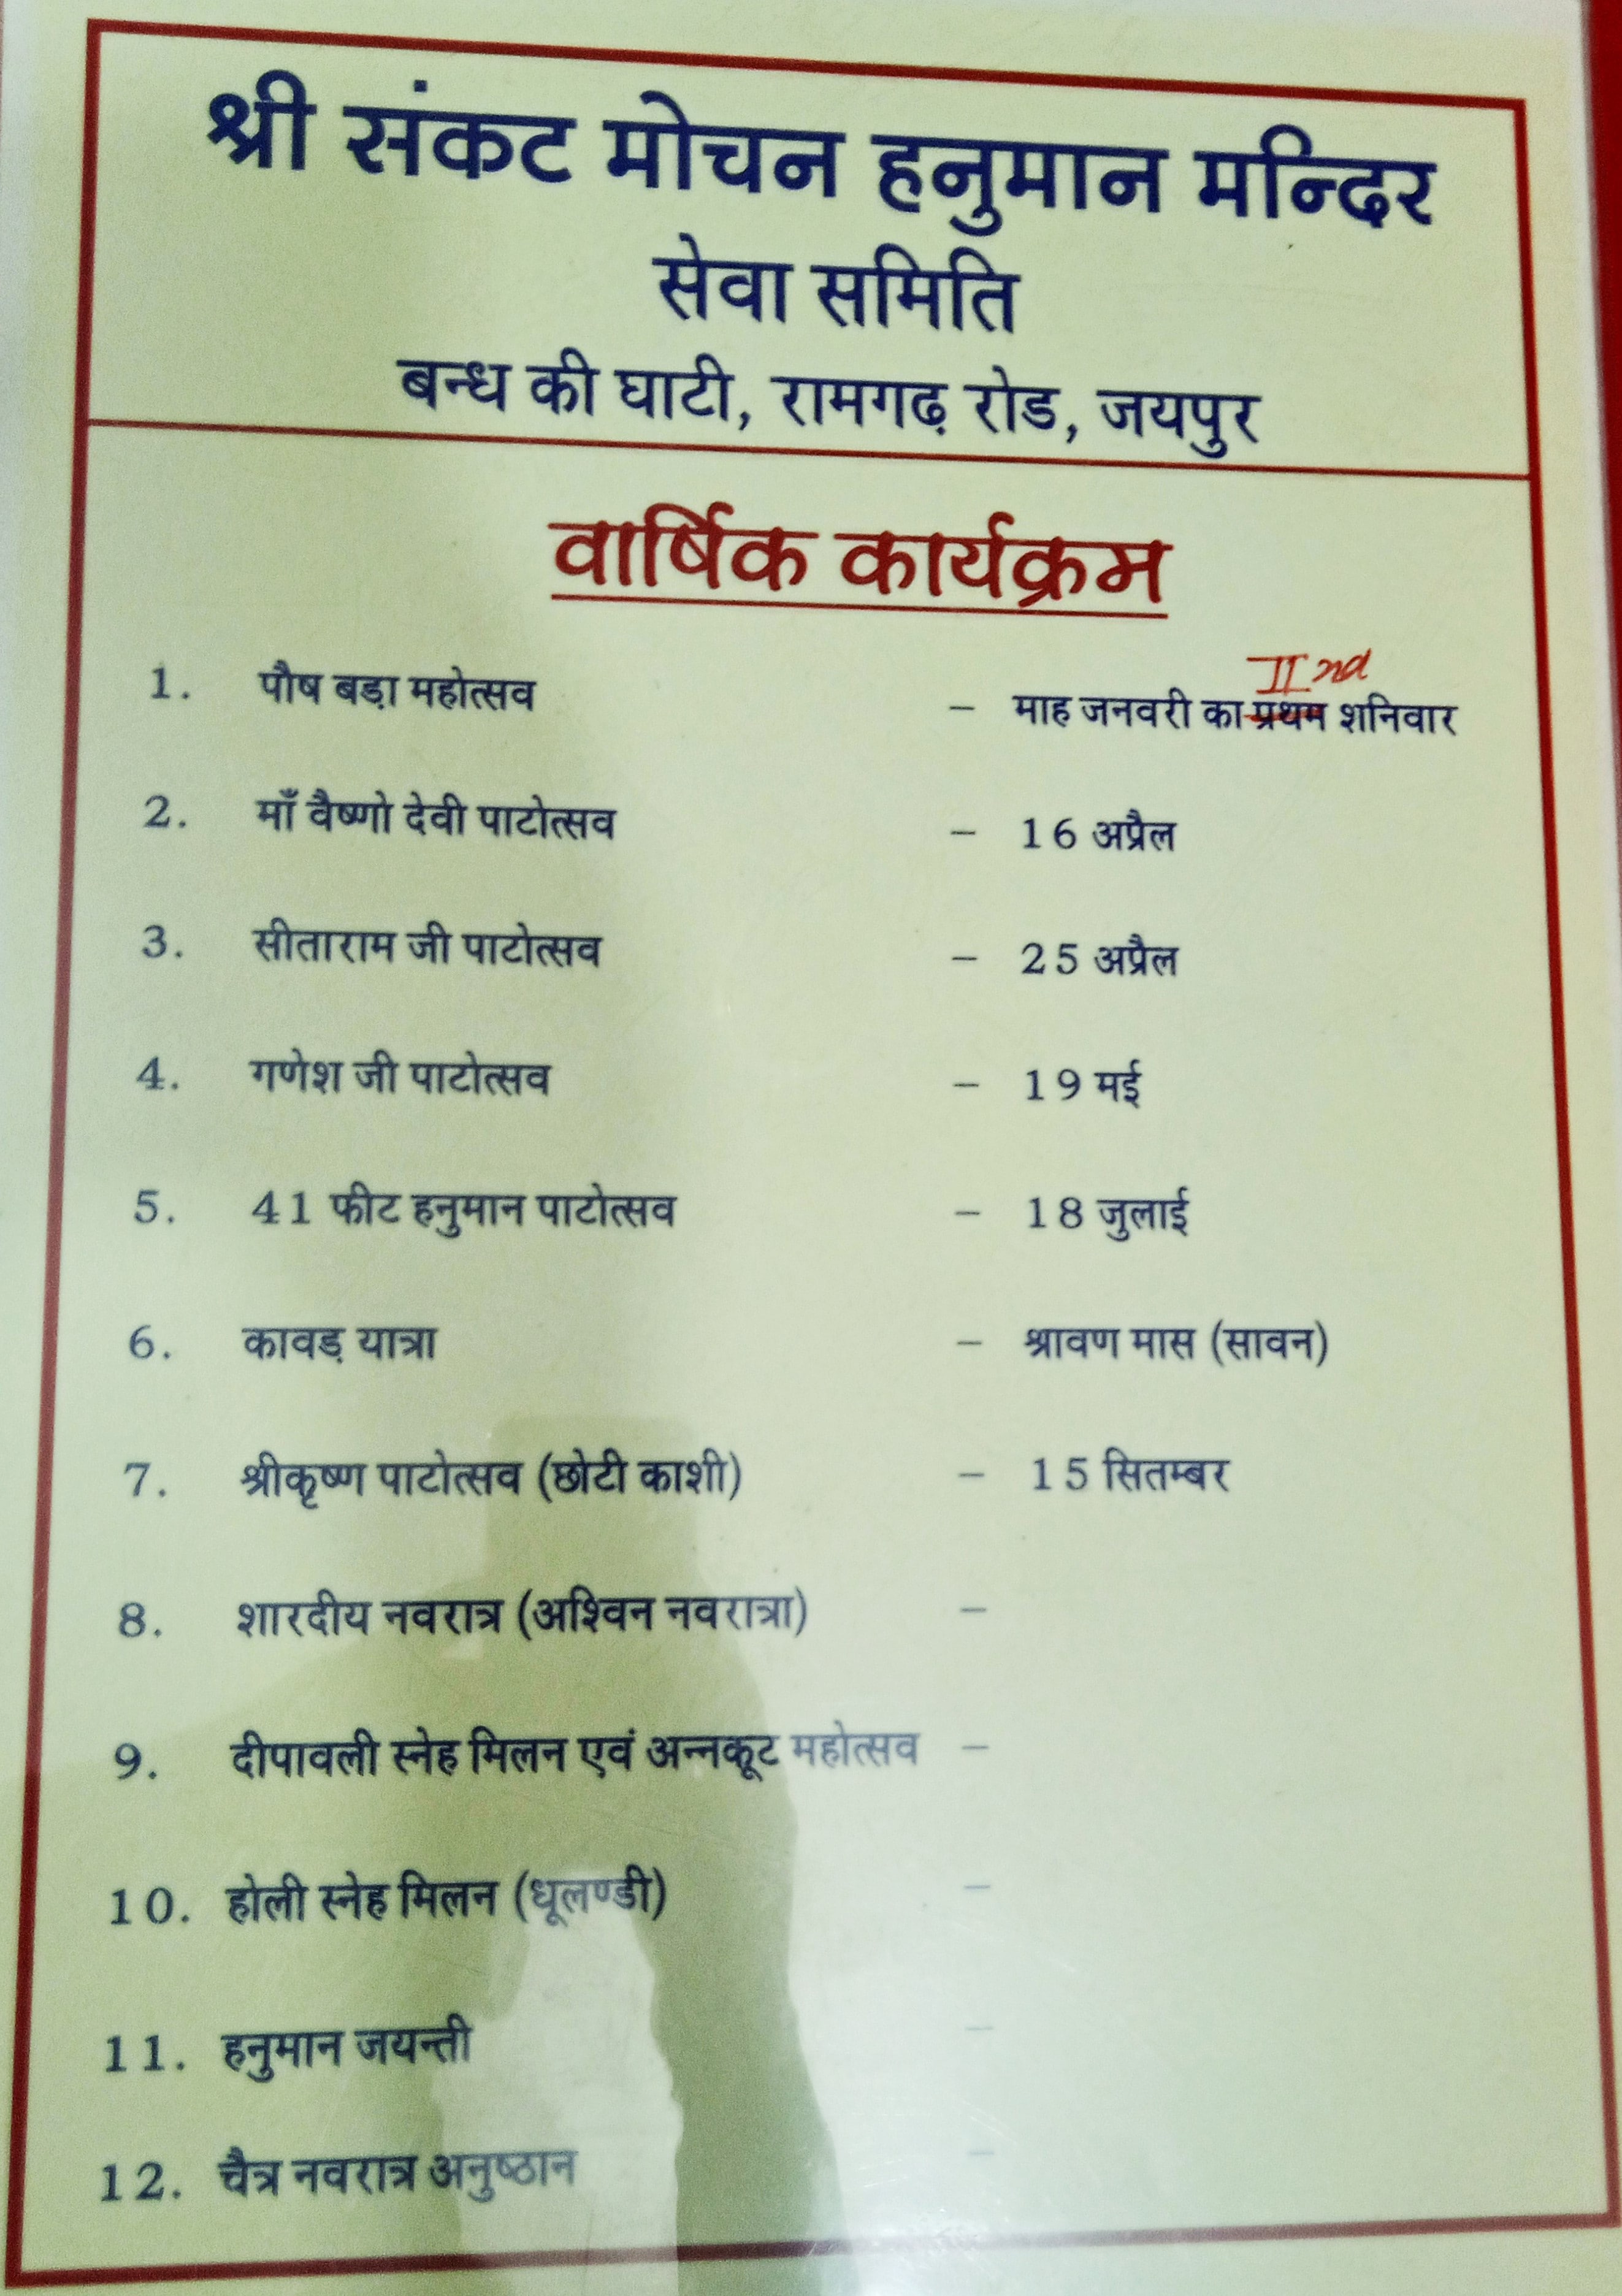 श्री संकट मोचन हनुमान मन्दिर
सेवा समिति
बन्ध की घाटी, रामगढ़ रोड, जयपुर
वार्षिक कार्यक्रम
1. पौष बड़ा महोत्सव – माह जनवरी का प्रथम IInd शनिवार
2. माँ वैष्णो देवी पाटोत्सव – 16 अप्रैल
3. सीताराम जी पाटोत्सव – 25 अप्रैल
4. गणेश जी पाटोत्सव – 19 मई
5. 41 फीट हनुमान पाटोत्सव – 18 जुलाई
6. कावड़ यात्रा – श्रावण मास (सावन)
7. श्रीकृष्ण पाटोत्सव (छोटी काशी) – 15 सितम्बर
8. शारदीय नवरात्र (अश्विन नवरात्रा) –
9. दीपावली स्नेह मिलन एवं अन्नकूट महोत्सव –
10. होली स्नेह मिलन (धूलण्डी) –
11. हनुमान जयन्ती –
12. चैत्र नवरात्र अनुष्ठान –